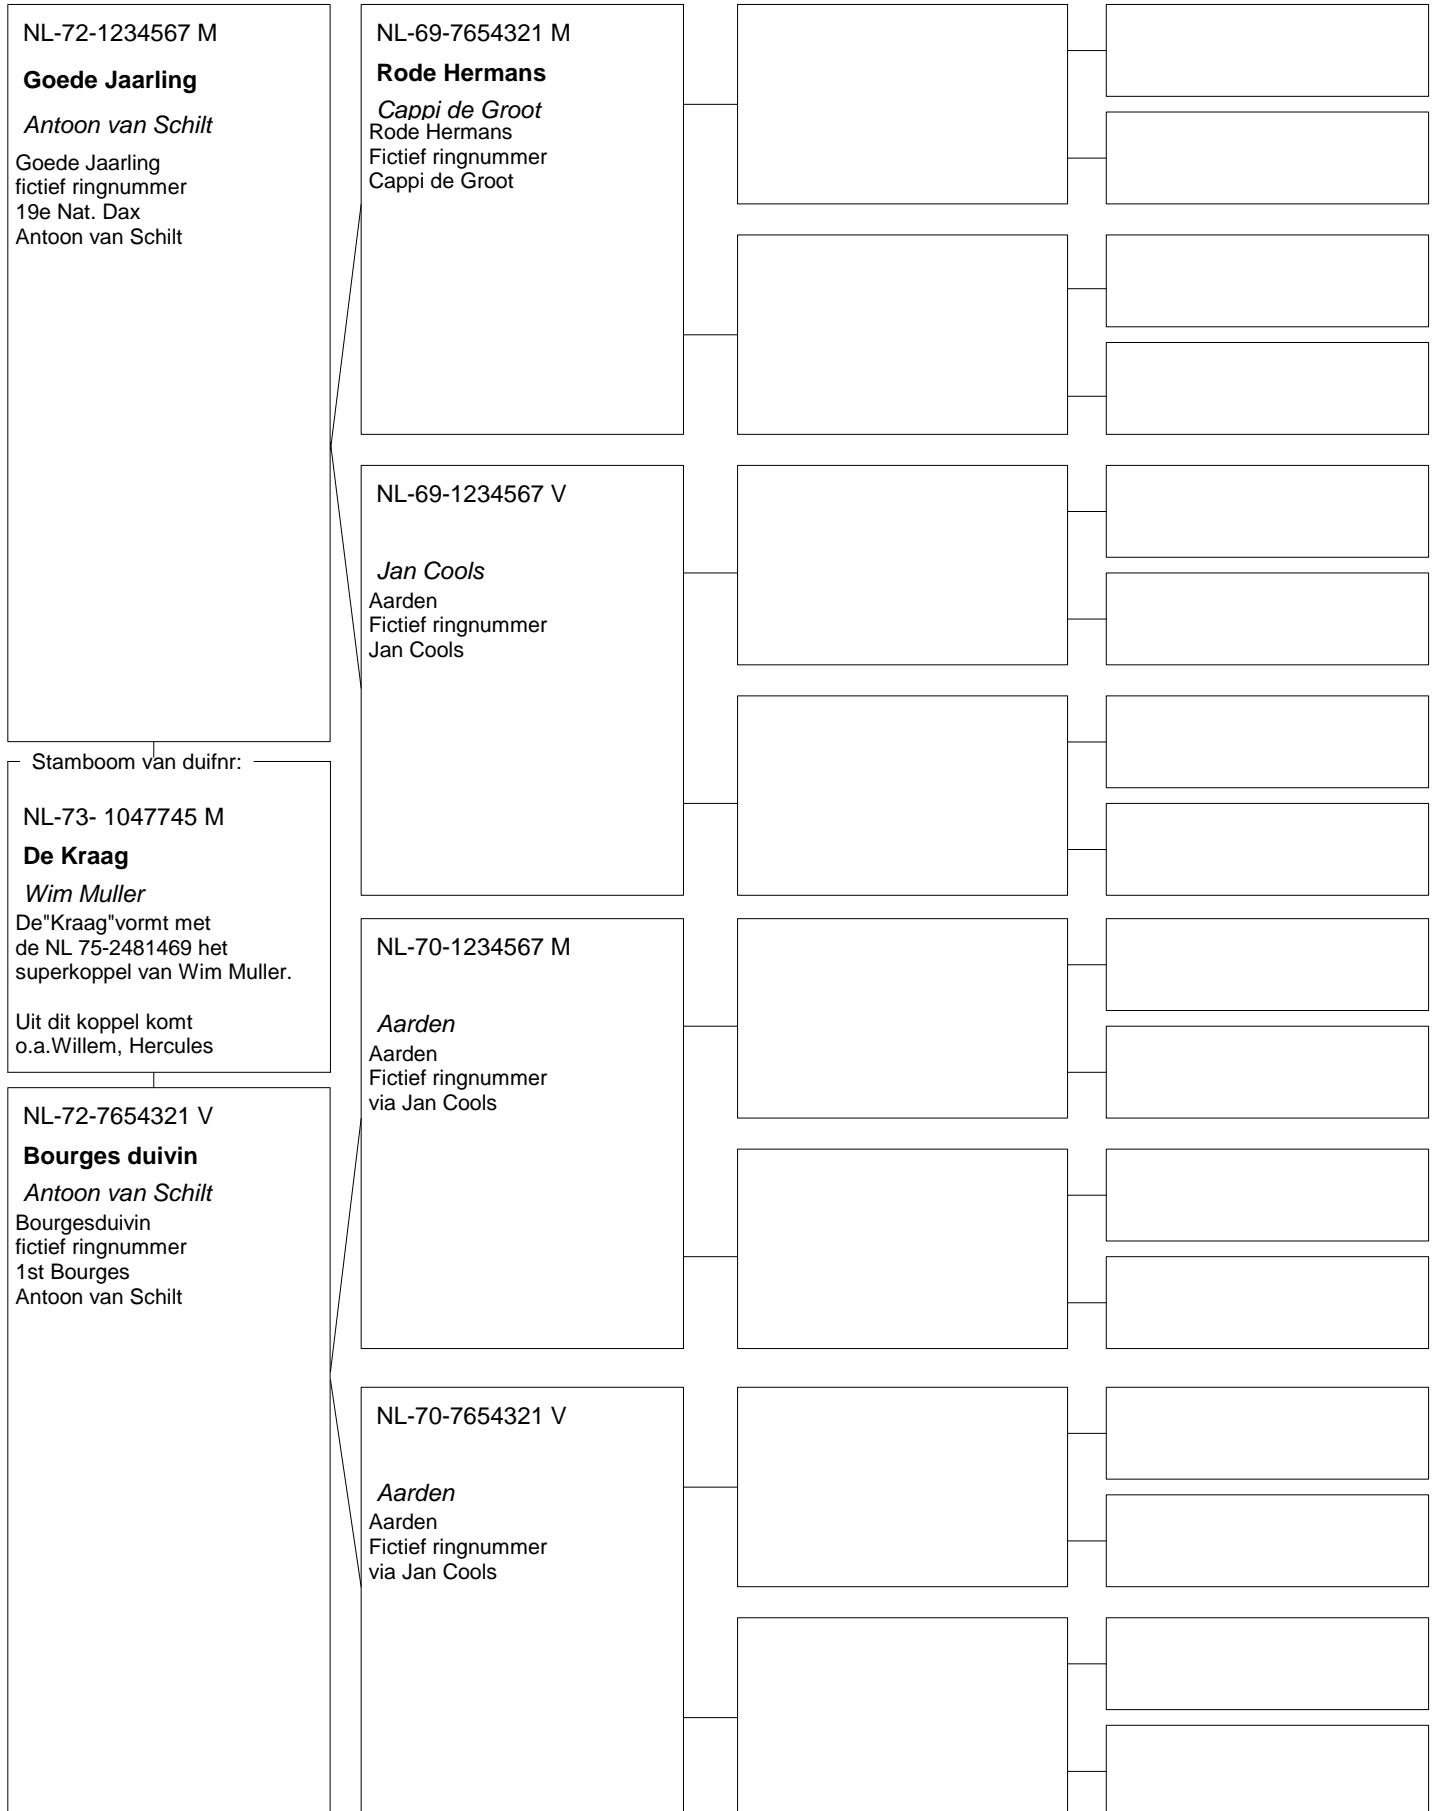 NL-72-1234567 M
Goede Jaarling
Antoon van Schilt
Goede Jaarling
fictief ringnummer
19e Nat. Dax
Antoon van Schilt
Stamboom van duifnr:
NL-73- 1047745 M
De Kraag
Wim Muller
De"Kraag"vormt met
de NL 75-2481469 het
superkoppel van Wim Muller.
Uit dit koppel komt
o.a.Willem, Hercules
NL-72-7654321 V
Bourges duivin
Antoon van Schilt
Bourgesduivin
fictief ringnummer
1st Bourges
Antoon van Schilt
NL-69-7654321 M
Rode Hermans
Cappi de Groot
Rode Hermans
Fictief ringnummer
Cappi de Groot
NL-69-1234567 V
Jan Cools
Aarden
Fictief ringnummer
Jan Cools
NL-70-1234567 M
Aarden
Aarden
Fictief ringnummer
via Jan Cools
NL-70-7654321 V
Aarden
Aarden
Fictief ringnummer
via Jan Cools